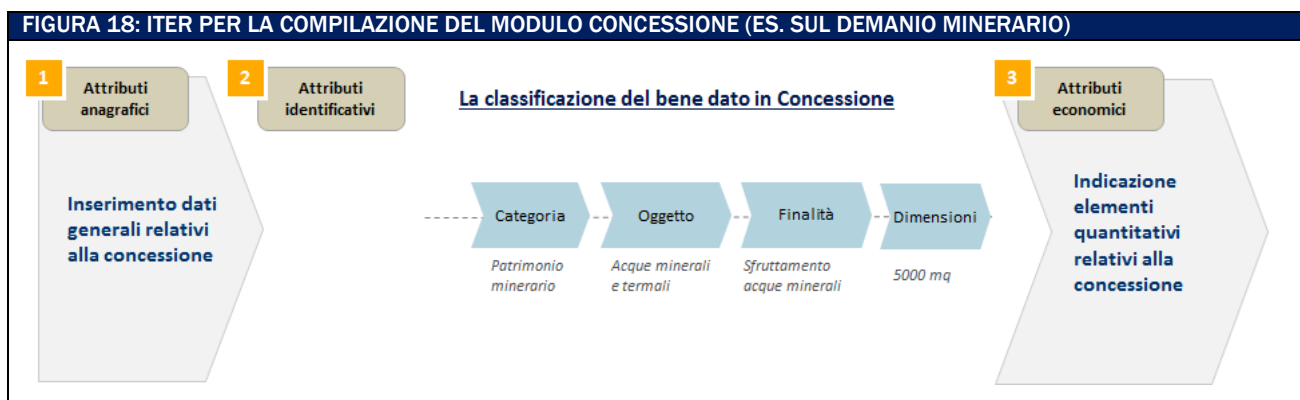 FIGURA 18: ITER PER LA COMPILAZIONE DEL MODULO CONCESSIONE (ES. SUL DEMANIO MINERARIO)
1
Attributi
anagrafici
Inserimento dati
generali relativi
alla concessione
2
Attributi
identificativi
La classificazione del bene dato in Concessione
Categoria
Patrimonio
minerario
Oggetto
Acque minerali
e termali
Finalità
Sfruttamento
acque minerali
Dimensioni
5000 mq
3
Attributi
economici
Indicazione
elementi
quantitativi
relativi alla
concessione